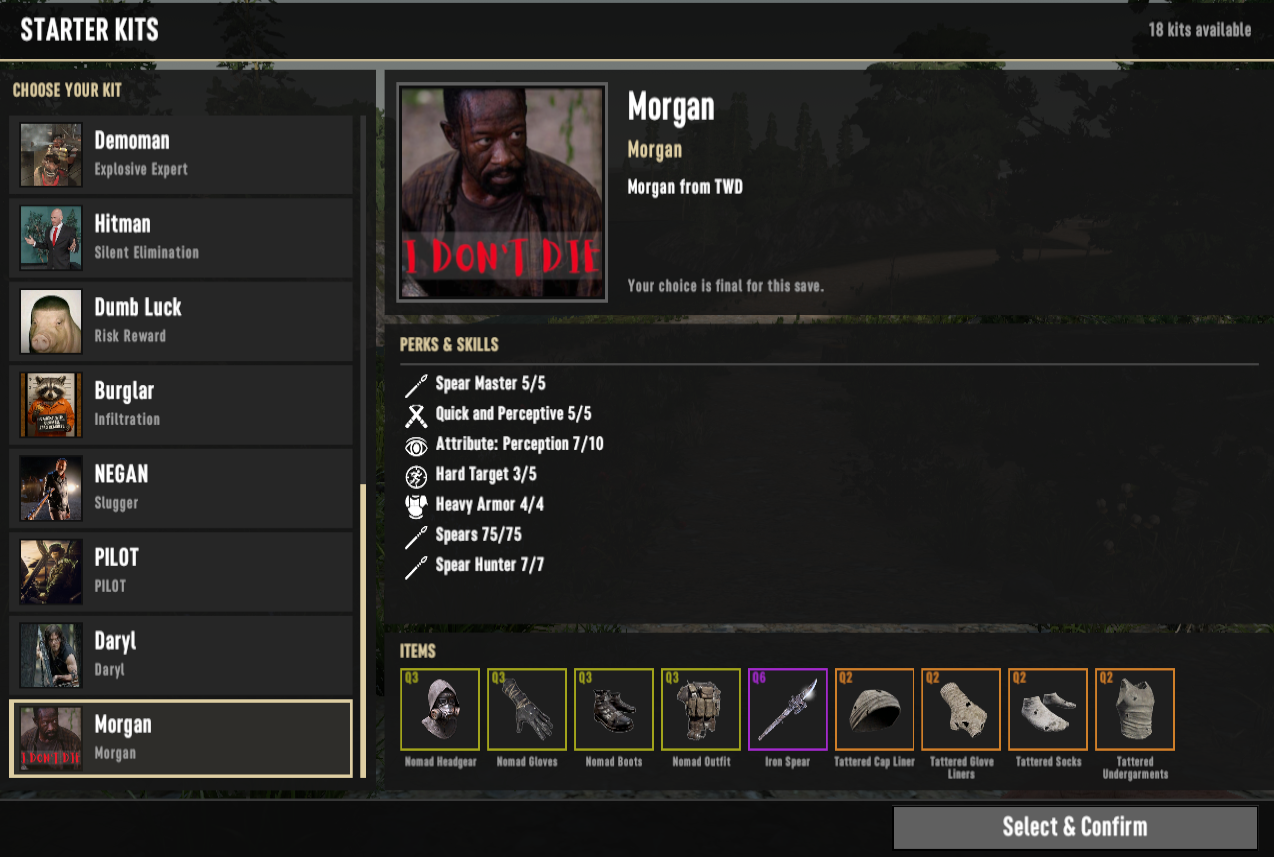 STARTER KITS
18 kits available
CHOOSE YOUR KIT
Demoman
Explosive Expert
Hitman
Silent Elimination
Dumb Luck
Risk Reward
Burglar
Infiltration
NEGAN
Slugger
PILOT
PILOT
Daryl
Daryl
Morgan
Morgan
I DON'T DIE
I DON'T DIE
Morgan
Morgan
Morgan from TWD
Your choice is final for this save.
PERKS & SKILLS
Spear Master 5/5
Quick and Perceptive 5/5
Attribute: Perception 7/10
Hard Target 3/5
Heavy Armor 4/4
Spears 75/75
Spear Hunter 7/7
ITEMS
Q3
Nomad Headgear
Q3
Nomad Gloves
Q3
Nomad Boots
Q3
Nomad Outfit
Q6
Iron Spear
Q2
Tattered Cap Liner
Q2
Tattered Glove
Liners
Q2
Tattered Socks
Q2
Tattered
Undergarments
Select & Confirm